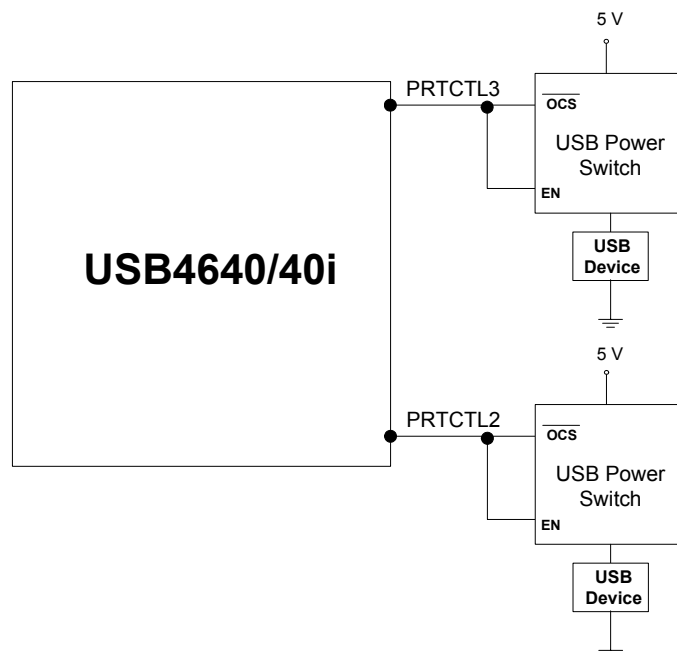 5 V
PRTCTL3
OCS
USB Power
Switch
EN
USB
Device
USB4640/40i
5 V
PRTCTL2
OCS
USB Power
Switch
EN
USB
Device